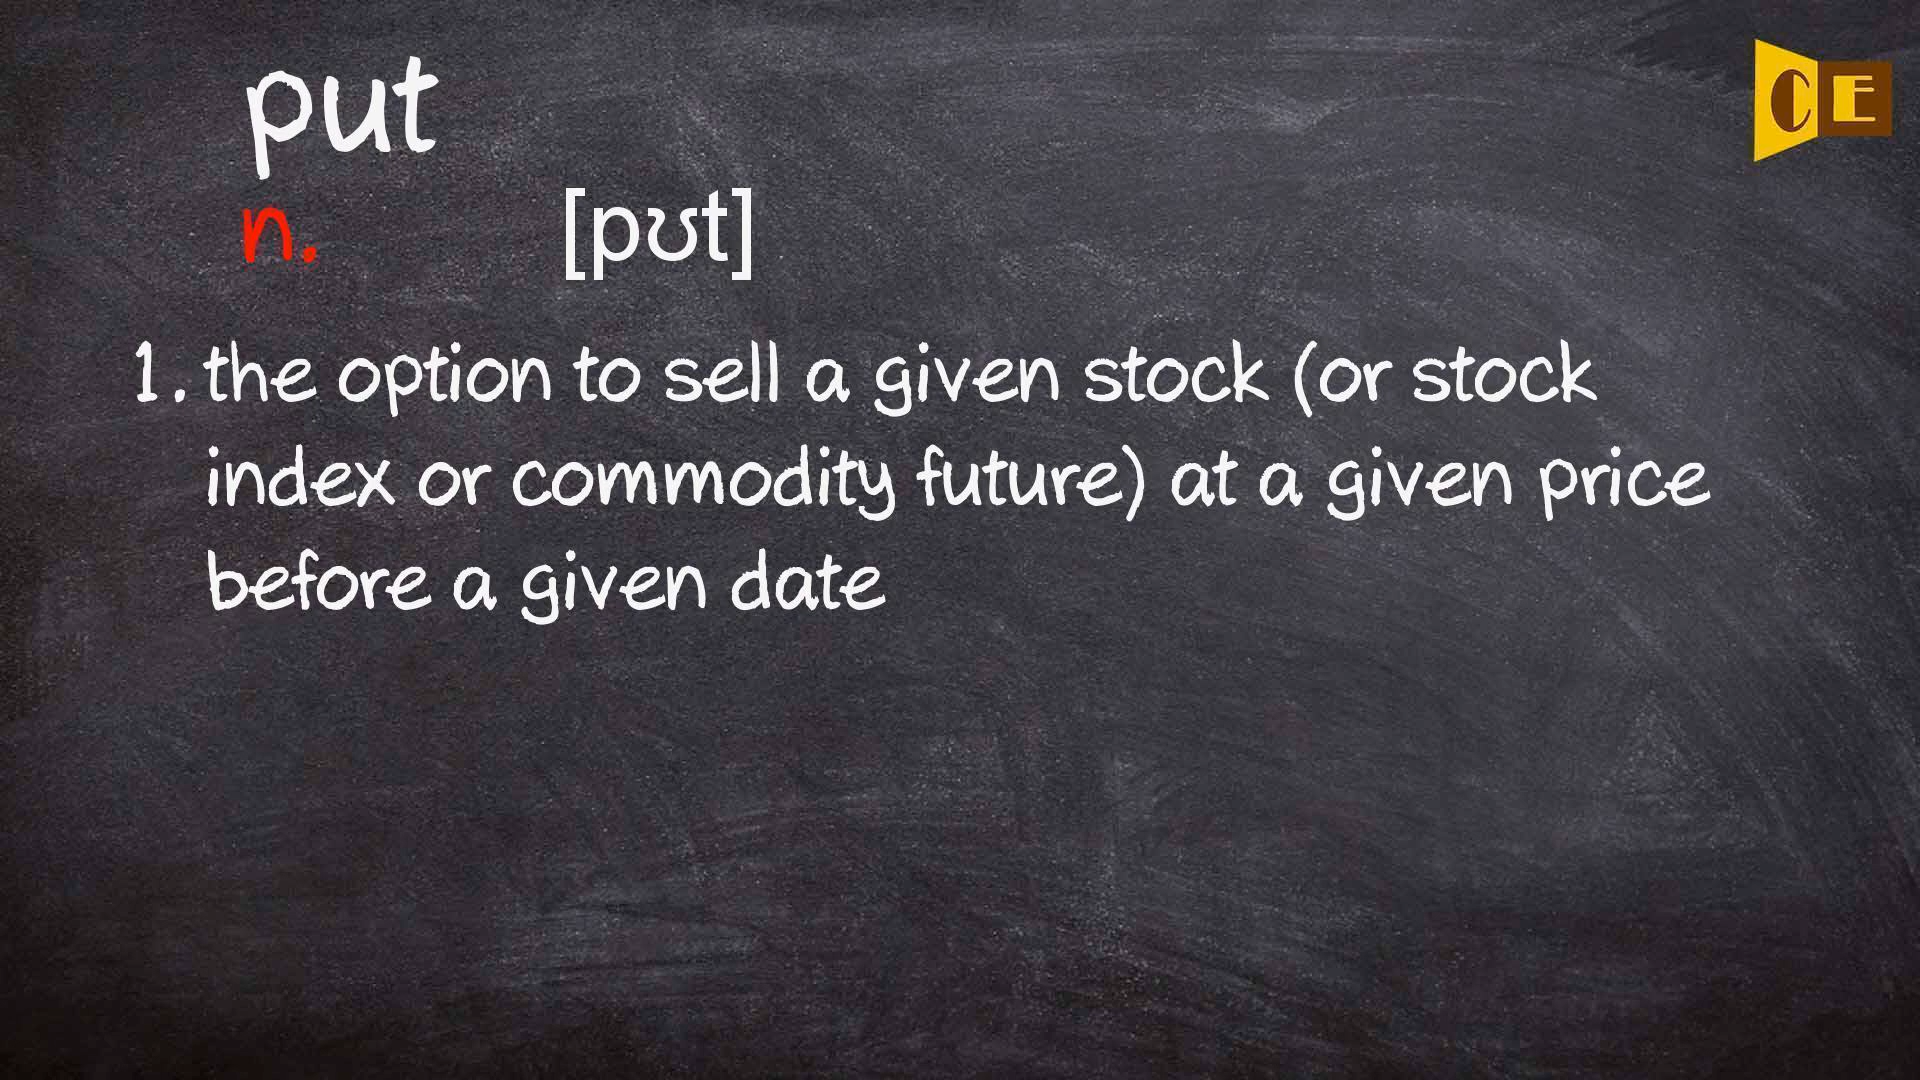 put
CE
n. [pʊt]
1. the option to sell a given stock (or stock
index or commodity future) at a given price
before a given date